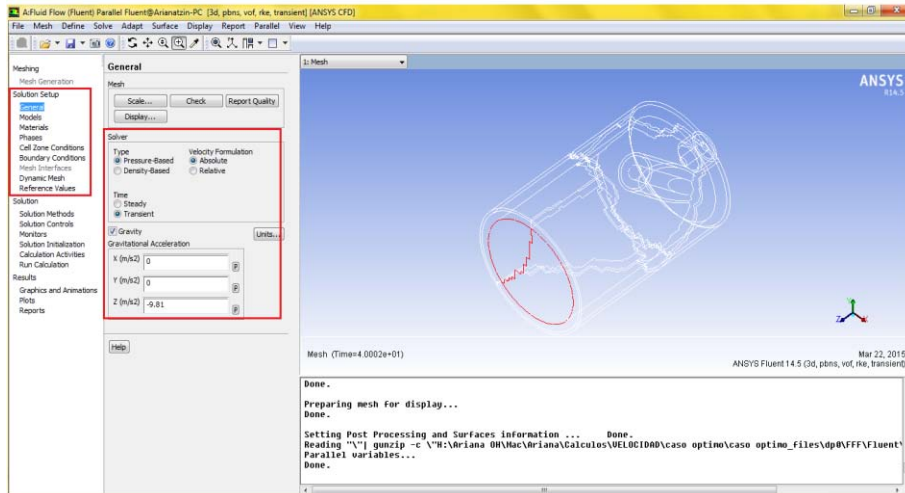 A:Fluid Flow (Fluent) Parallel Fluent@Arianatzin-PC [3d, pbns, vof, rke, transient] [ANSYS CFD]
File Mesh Define Solve Adapt Surface Display Report Parallel View Help
Meshing
Mesh Generation
Solution Setup
General
Models
Materials
Phases
Cell Zone Conditions
Boundary Conditions
Mesh Interfaces
Dynamic Mesh
Reference Values
Solution
Solution Methods
Solution Controls
Monitors
Solution Initialization
Calculation Activities
Run Calculation
Results
Graphics and Animations
Plots
Reports
General
Mesh
Scale... Check Report Quality
Display...
Solver
Type Velocity Formulation
Pressure-Based Absolute
Density-Based Relative
Time
Steady
Transient
Gravity Units...
Gravitational Acceleration
X (m/s2) 0 P
Y (m/s2) 0 P
Z (m/s2) -9.81 P
Help
1: Mesh
ANSYS
R14.5
Y
Z X
Mesh (Time=4.0002e+01) Mar 22, 2015
ANSYS Fluent 14.5 (3d, pbns, vof, rke, transient)
Done.
Preparing mesh for display...
Done.
Setting Post Processing and Surfaces information ... Done.
Reading "\"| gunzip -c \"H:\Ariana OH\Mac\Ariana\Calculos\VELOCIDAD\caso optimo\caso optimo_files\dp0\FFF\Fluent\
Parallel variables...
Done.